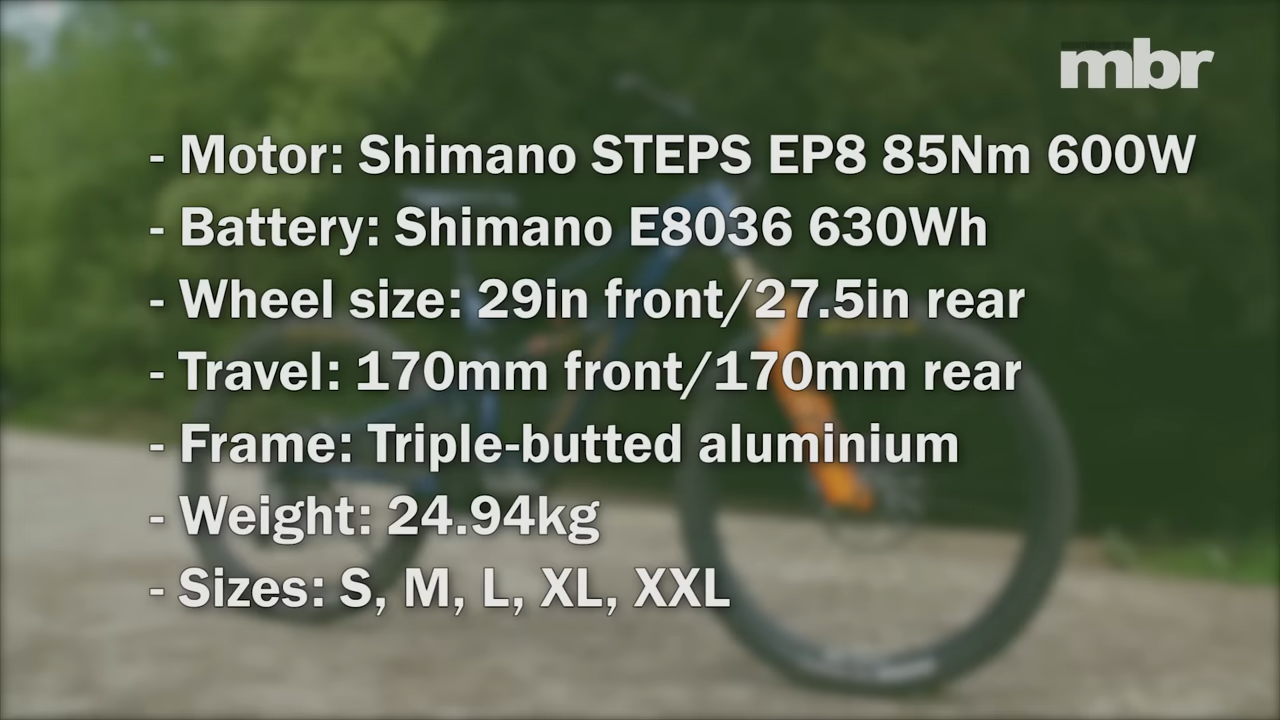 mbr
- Motor: Shimano STEPS EP8 85Nm 600W
- Battery: Shimano E8036 630Wh
- Wheel size: 29in front/27.5in rear
- Travel: 170mm front/170mm rear
- Frame: Triple-butted aluminium
- Weight: 24.94kg
- Sizes: S, M, L, XL, XXL